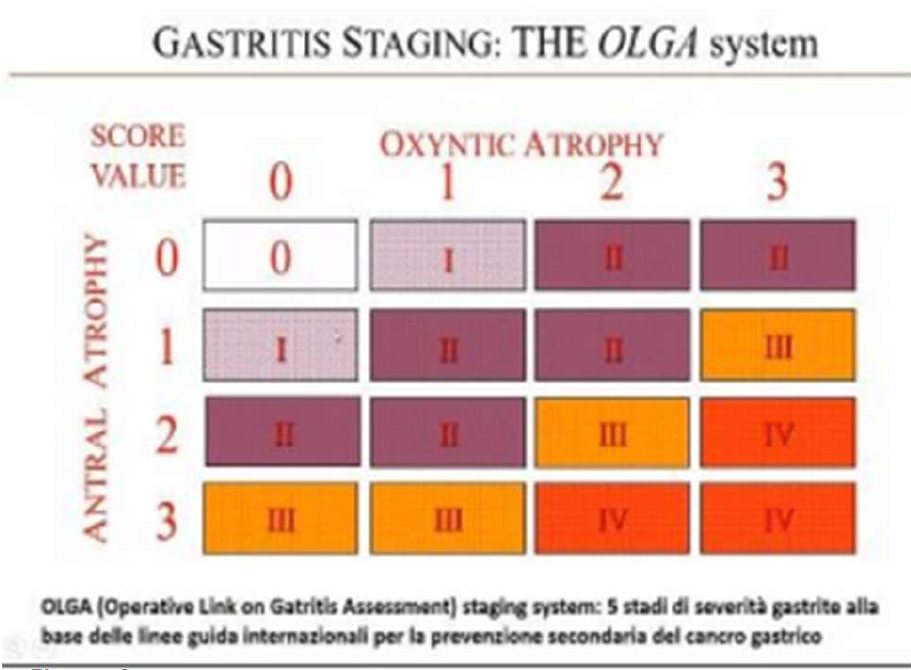 GASTRITIS STAGING: THE OLGA system
SCORE VALUE
OXYNTIC ATROPHY
0 1 2 3
ANTRAL ATROPHY
0 0 I II II
1 I II II III
2 II II III IV
3 III III IV IV
OLGA (Operative Link on Gatritis Assessment) staging system: 5 stadi di severità gastrite alla
base delle linee guida internazionali per la prevenzione secondaria del cancro gastrico